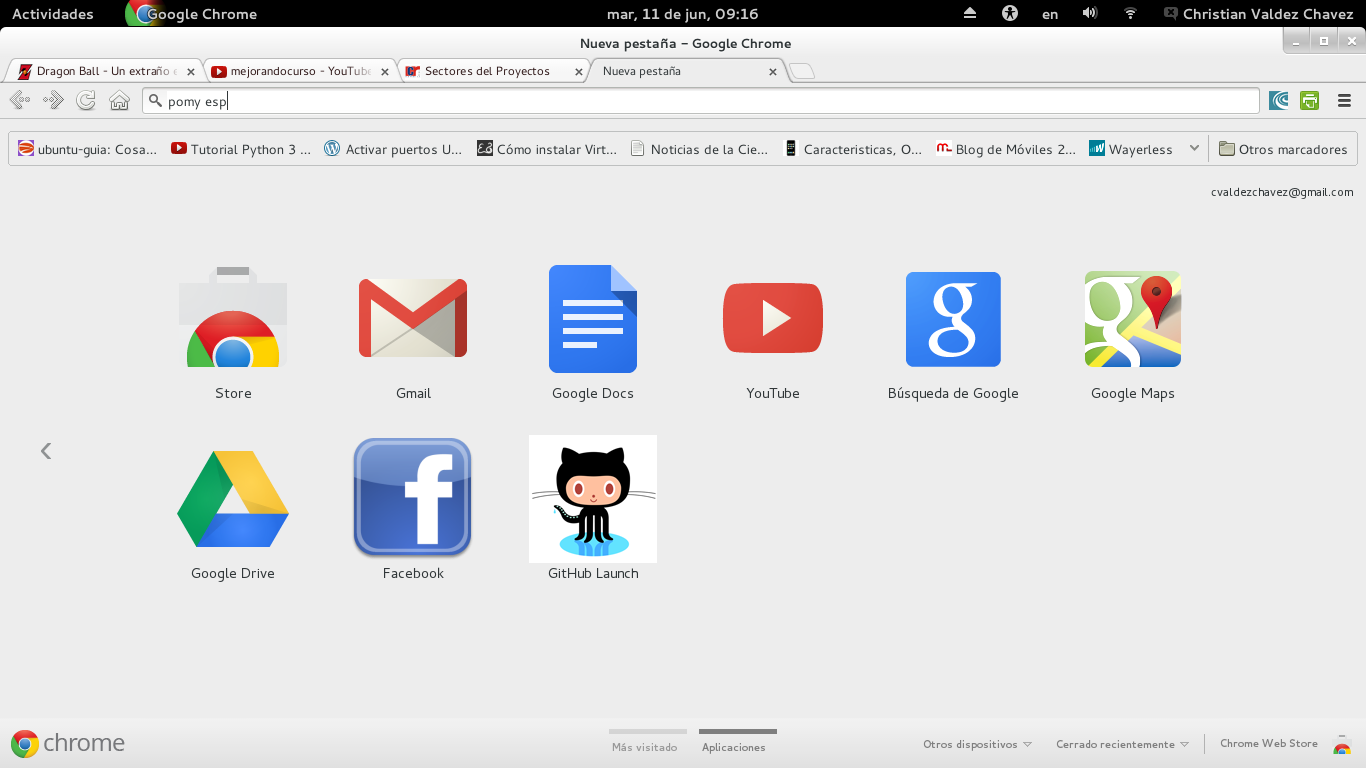 Actividades Google Chrome mar, 11 de jun, 09:16 en Christian Valdez Chavez
Nueva pestaña – Google Chrome
Dragon Ball - Un extraño mejorandocurso - YouTube Sectores del Proyectos Nueva pestaña
pomy esp
ubuntu-guia: Cosa... Tutorial Python 3 ... Activar puertos U... Cómo instalar Virt... Noticias de la Cie... Caracteristicas, O... Blog de Móviles 2... Wayerless Otros marcadores
cvaldezchavez@gmail.com
Store Gmail Google Docs YouTube Búsqueda de Google Google Maps
Google Drive Facebook GitHub Launch
chrome Más visitado Aplicaciones Otros dispositivos Cerrado recientemente Chrome Web Store